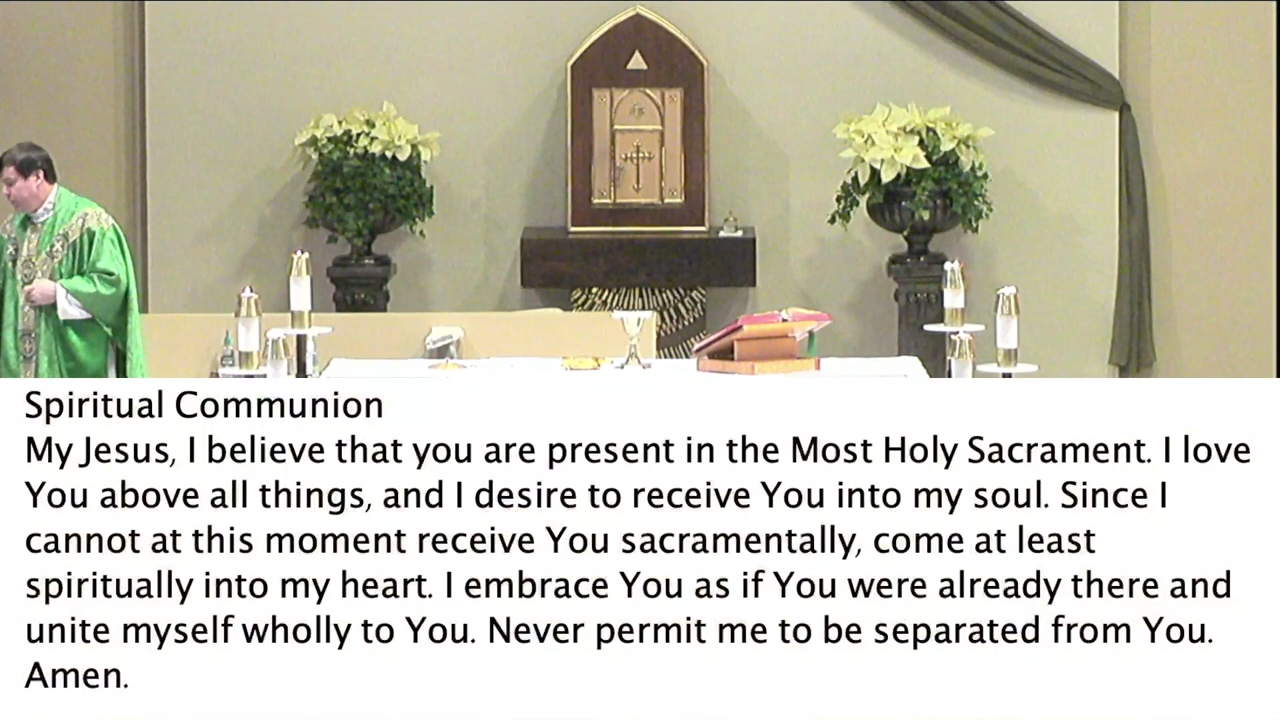 Spiritual Communion
My Jesus, I believe that you are present in the Most Holy Sacrament. I love
You above all things, and I desire to receive You into my soul. Since I
cannot at this moment receive You sacramentally, come at least
spiritually into my heart. I embrace You as if You were already there and
unite myself wholly to You. Never permit me to be separated from You.
Amen.